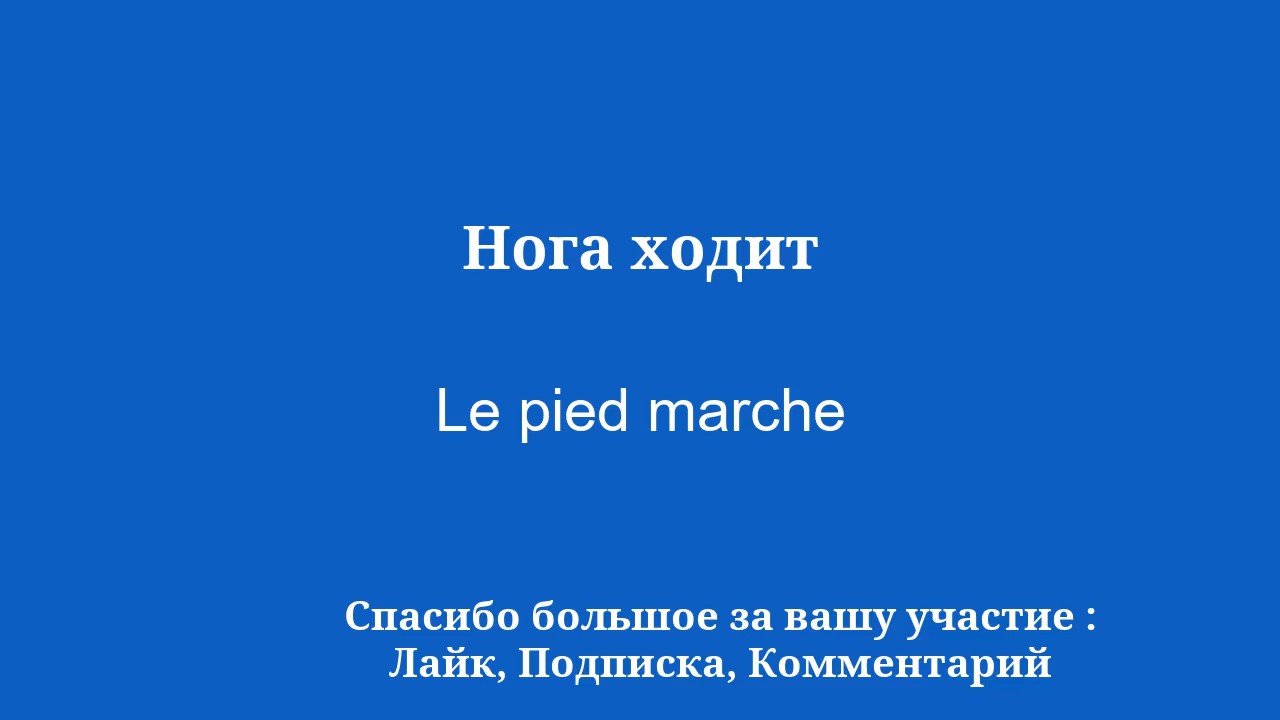 Нога ходит
Le pied marche
Спасибо большое за вашу участие :
Лайк, Подписка, Комментарий